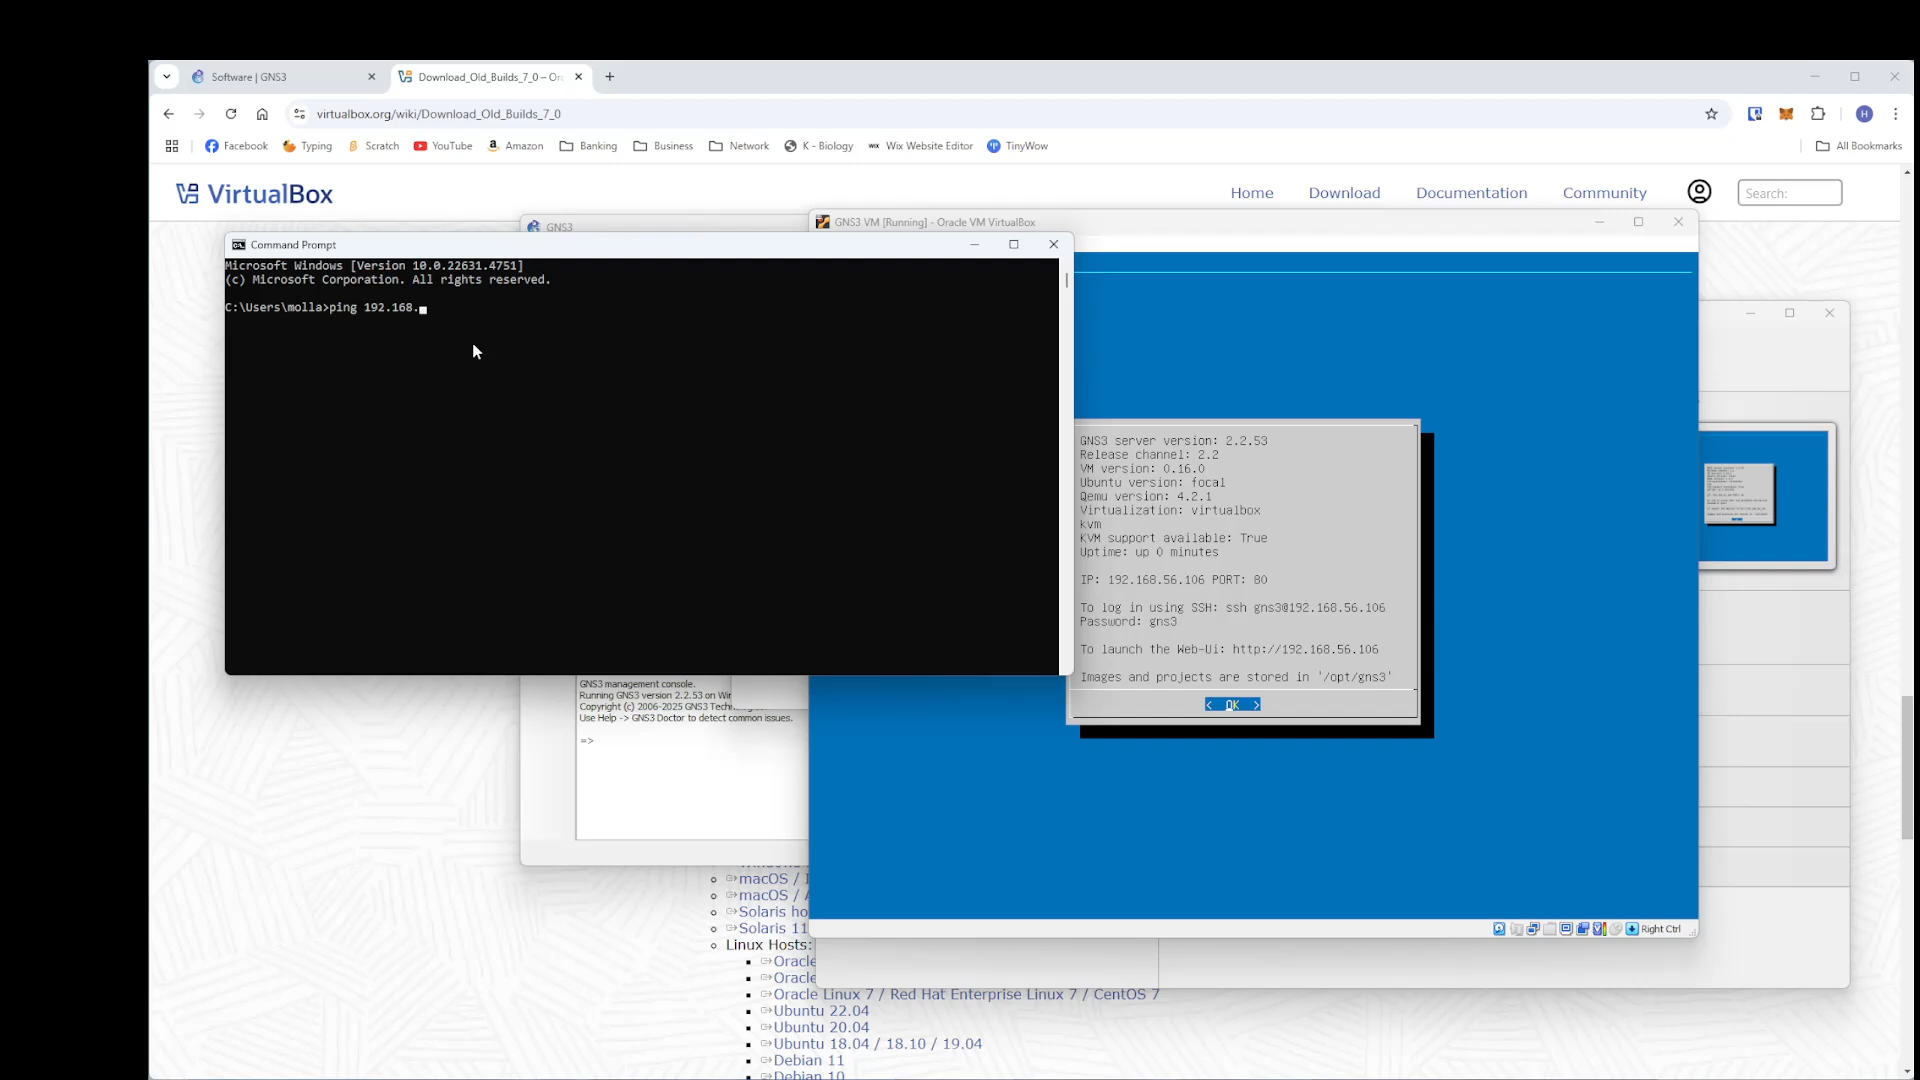 Software | GNS3
Download_Old_Builds_7_0 – Or
virtualbox.org/wiki/Download_Old_Builds_7_0
H
Facebook
Typing
Scratch
YouTube
Amazon
Banking
Business
Network
K - Biology
Wix Website Editor
TinyWow
All Bookmarks
VirtualBox
Home
Download
Documentation
Community
Search:
GNS3
GNS3 VM [Running] - Oracle VM VirtualBox
Command Prompt
Microsoft Windows [Version 10.0.22631.4751]
(c) Microsoft Corporation. All rights reserved.
C:\Users\molla>ping 192.168.
GNS3 server version: 2.2.53
Release channel: 2.2
VM version: 0.16.0
Ubuntu version: focal
Qemu version: 4.2.1
Virtualization: virtualbox
kvm
KVM support available: True
Uptime: up 0 minutes
IP: 192.168.56.106 PORT: 80
To log in using SSH: ssh gns3@192.168.56.106
Password: gns3
To launch the Web-Ui: http://192.168.56.106
Images and projects are stored in '/opt/gns3'
< OK >
GNS3 management console.
Running GNS3 version 2.2.53 on Wi
Copyright (c) 2006-2025 GNS3 Tech
Use Help -> GNS3 Doctor to detect common issues.
=>
macOS / I
macOS / A
Solaris ho
Solaris 11
Linux Hosts:
Oracle
Oracle
Oracle Linux 7 / Red Hat Enterprise Linux 7 / CentOS 7
Ubuntu 22.04
Ubuntu 20.04
Ubuntu 18.04 / 18.10 / 19.04
Debian 11
Debian 10
Right Ctrl